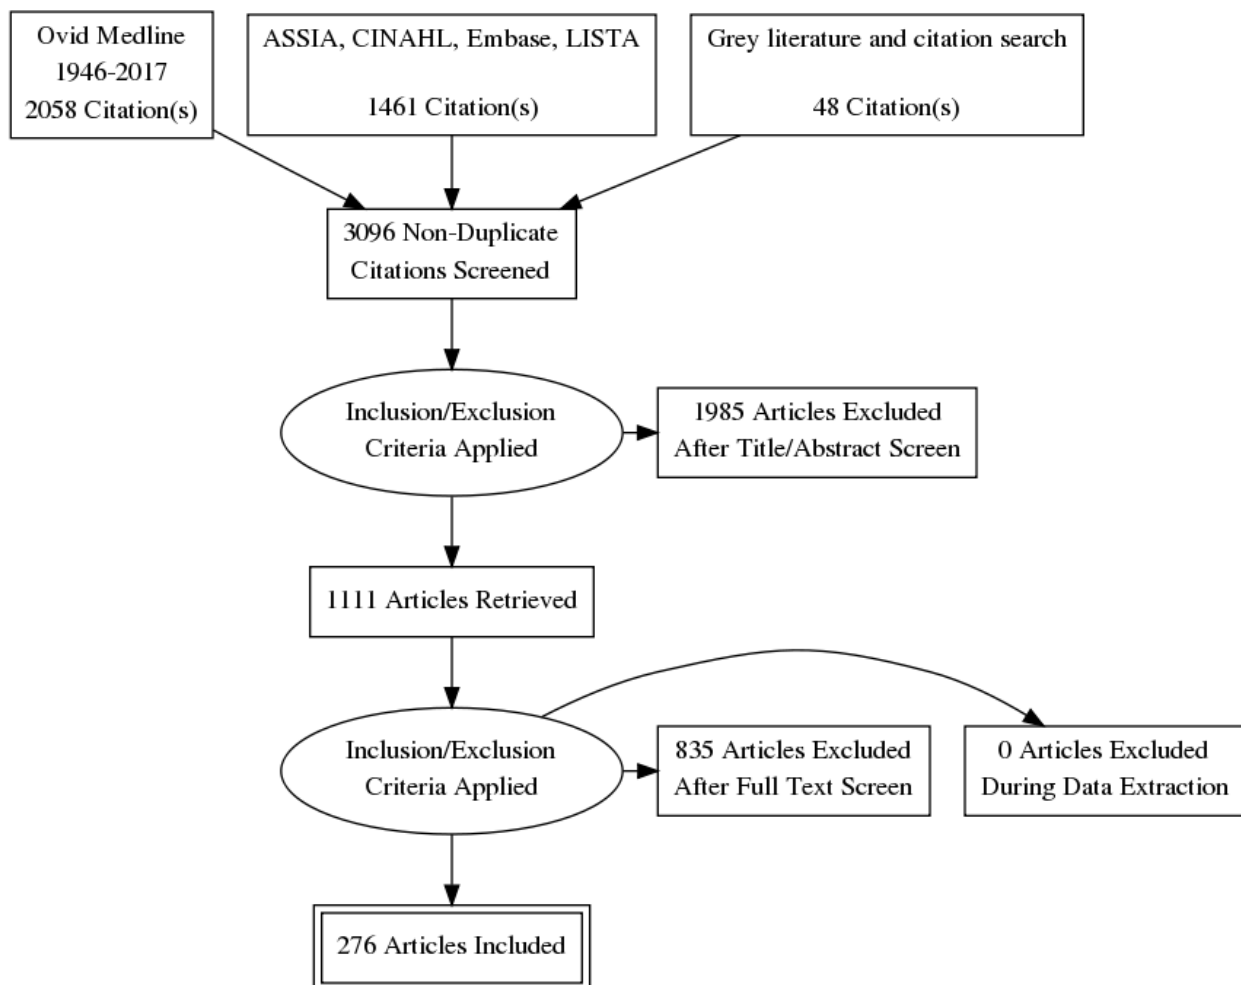 Ovid Medline
1946-2017
2058 Citation(s)
ASSIA, CINAHL, Embase, LISTA
1461 Citation(s)
Grey literature and citation search
48 Citation(s)
3096 Non-Duplicate
Citations Screened
Inclusion/Exclusion
Criteria Applied
1985 Articles Excluded
After Title/Abstract Screen
1111 Articles Retrieved
Inclusion/Exclusion
Criteria Applied
835 Articles Excluded
After Full Text Screen
0 Articles Excluded
During Data Extraction
276 Articles Included